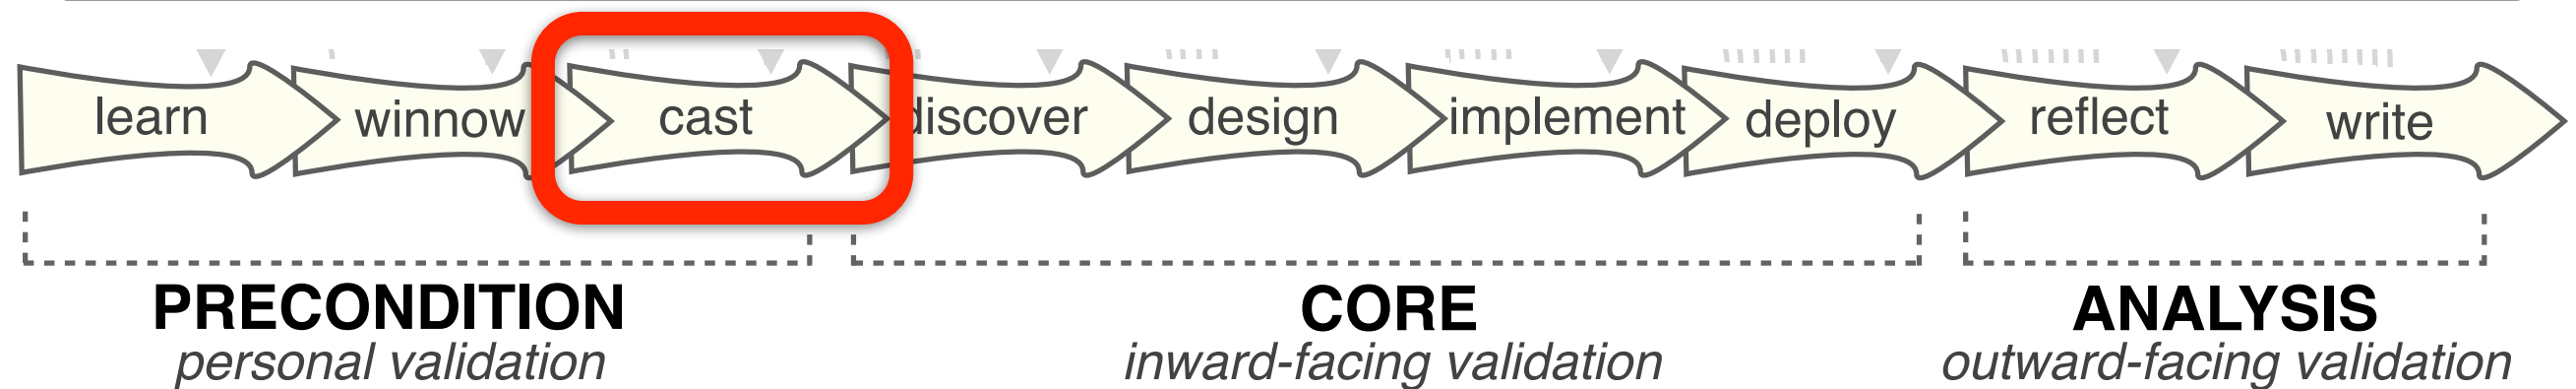 learn winnow cast discover design implement deploy reflect write
PRECONDITION CORE ANALYSIS
personal validation inward-facing validation outward-facing validation